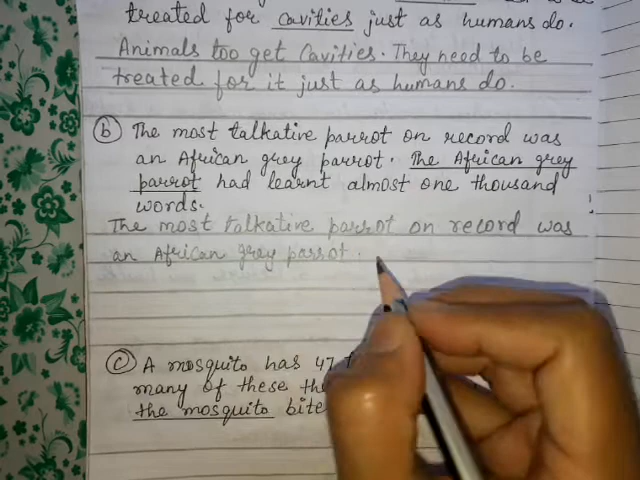 treated for cavities just as humans do.
Animals too get Cavities. They need to be
treated for it just as humans do.
(b) The most talkative parrot on record was
an African grey parrot. The African grey
parrot had learnt almost one thousand
words.
The most talkative parrot on record was
an African grey parrot.
(c) A mosquito has 47
many of these
the mosquito bite